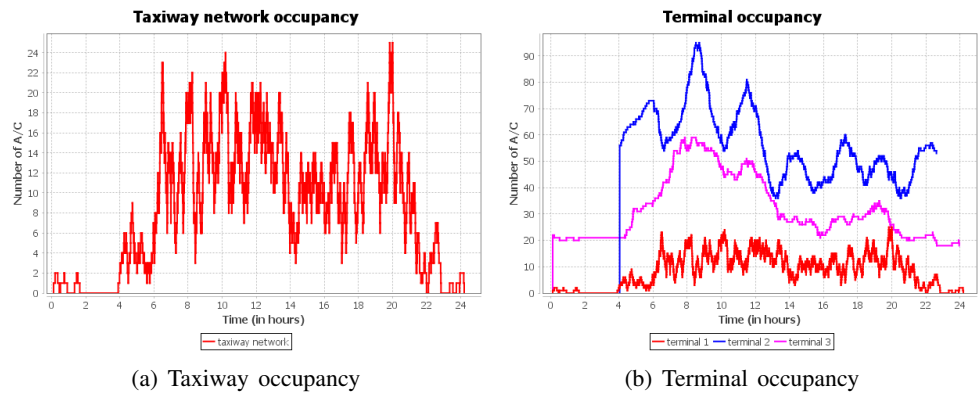 Taxiway network occupancy
Number of A/C
24
22
20
18
16
14
12
10
8
6
4
2
0
0 2 4 6 8 10 12 14 16 18 20 22 24
Time (in hours)
taxiway network
(a) Taxiway occupancy
Terminal occupancy
Number of A/C
90
80
70
60
50
40
30
20
10
0
0 2 4 6 8 10 12 14 16 18 20 22 24
Time (in hours)
terminal 1 terminal 2 terminal 3
(b) Terminal occupancy